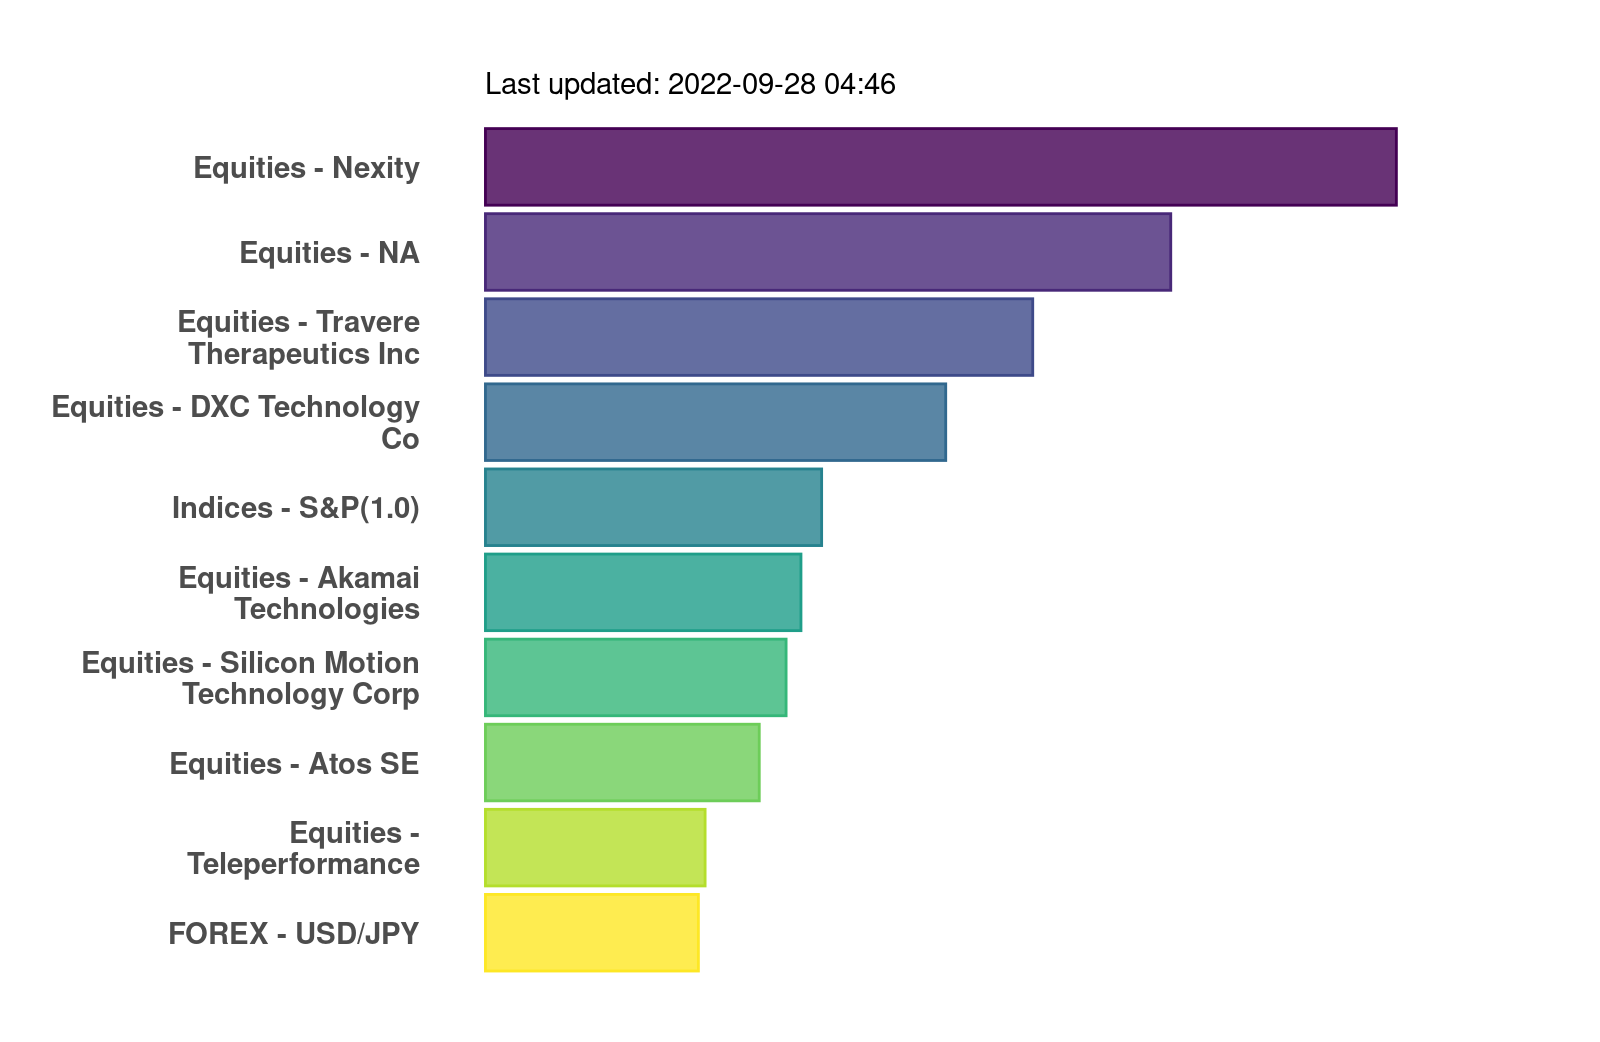 Last updated: 2022-09-28 04:46
Equities - Nexity
Equities - NA
Equities - Travere
Therapeutics Inc
Equities - DXC Technology
Co
Indices - S&P(1.0)
Equities - Akamai
Technologies
Equities - Silicon Motion
Technology Corp
Equities - Atos SE
Equities -
Teleperformance
FOREX - USD/JPY